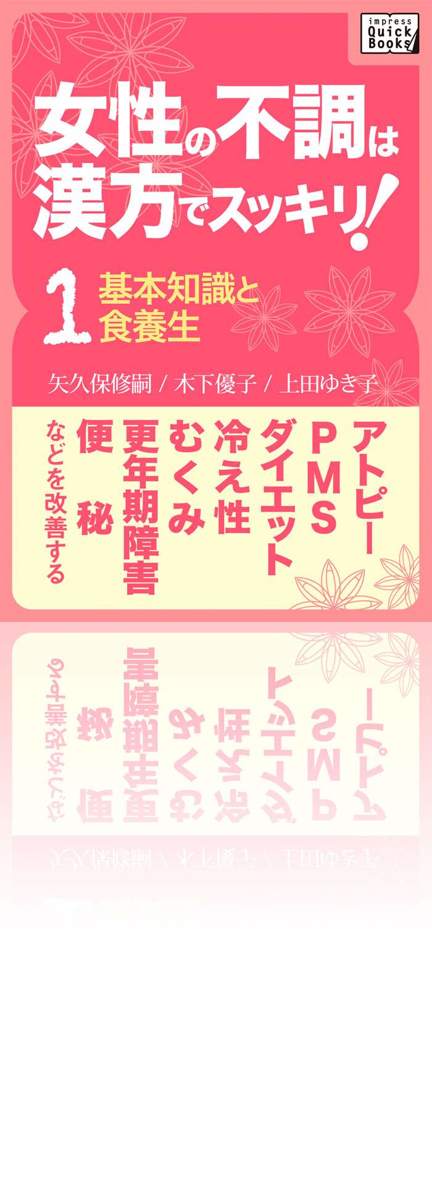 impress
Quick
Books
女性の不調は
漢方でスッキリ!
1
基本知識と
食養生
矢久保修嗣 / 木下優子 / 上田ゆき子
アトピー
PMS
ダイエット
冷え性
むくみ
更年期障害
便秘
などを改善する